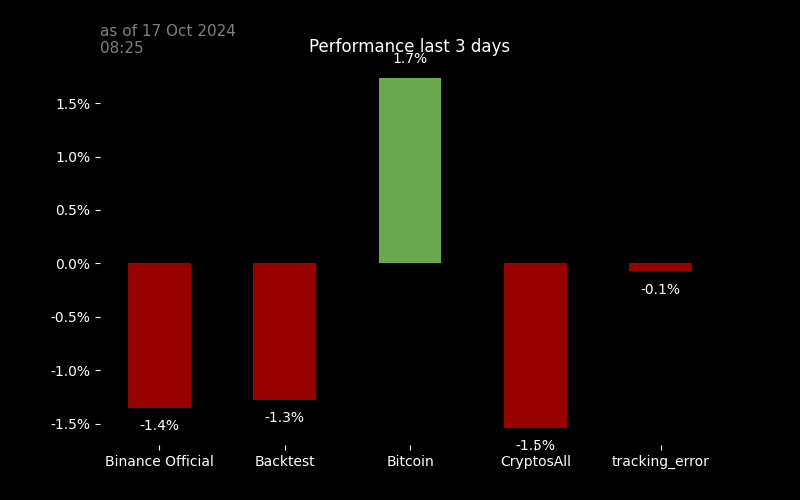 as of 17 Oct 2024
08:25
Performance last 3 days
1.7%
1.5%
1.0%
0.5%
0.0%
-0.5%
-1.0%
-1.5%
-1.4%
-1.3%
-1.5%
-0.1%
Binance Official
Backtest
Bitcoin
CryptosAll
tracking_error